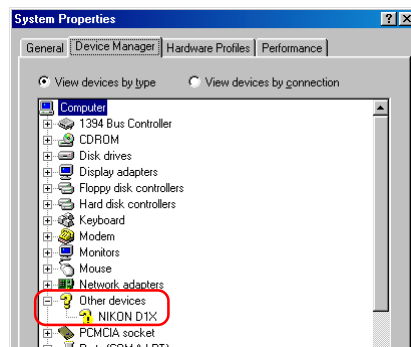 System Properties
General Device Manager Hardware Profiles Performance
View devices by type View devices by connection
Computer
1394 Bus Controller
CDROM
Disk drives
Display adapters
Floppy disk controllers
Hard disk controllers
Keyboard
Modem
Monitors
Mouse
Network adapters
Other devices
NIKON D1X
PCMCIA socket